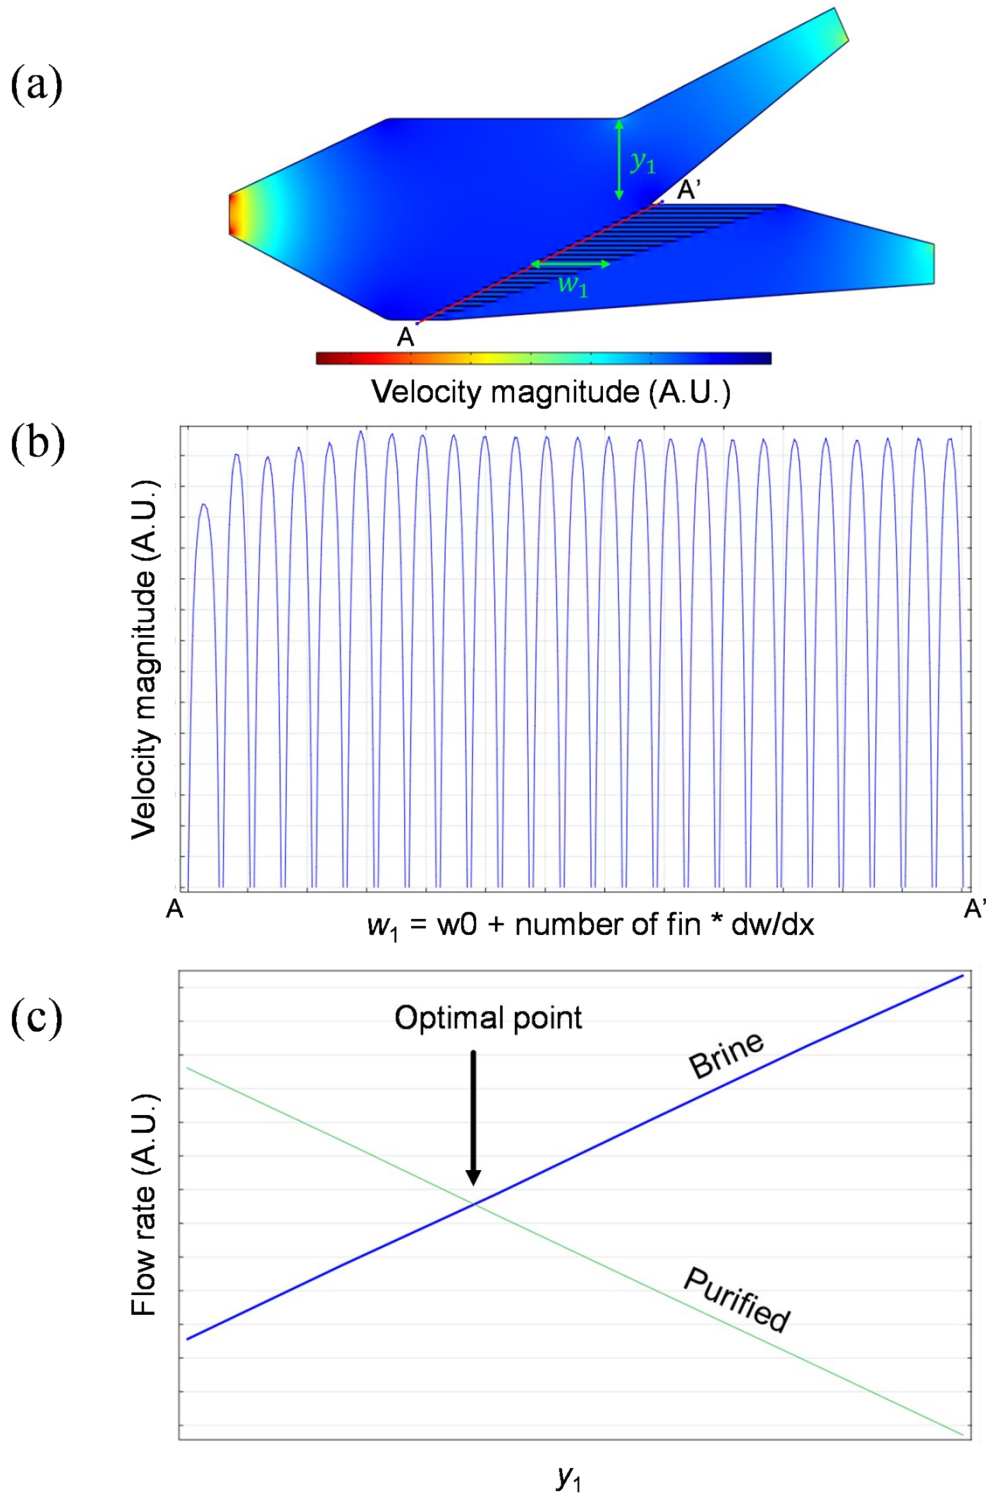 (a)
y₁
A'
w₁
A
Velocity magnitude (A.U.)
(b)
Velocity magnitude (A.U.)
A
A'
w₁ = w0 + number of fin * dw/dx
(c)
Optimal point
Brine
Flow rate (A.U.)
Purified
y₁